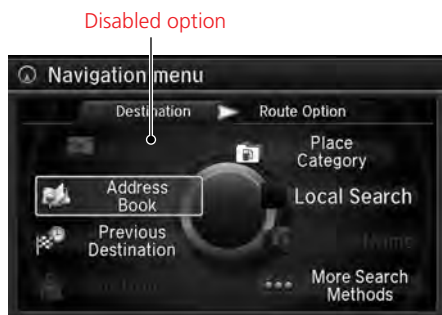 Disabled option
Navigation menu
Destination
Route Option
Place
Category
Address
Book
Local Search
Previous
Destination
More Search
Methods